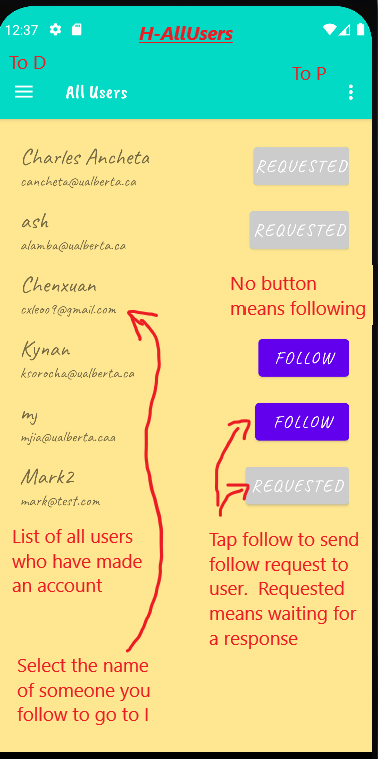 12:37
H-AllUsers
To D
To P
All Users
Charles Ancheta
REQUESTED
cancheta@ualberta.ca
ash
REQUESTED
alamba@ualberta.ca
Chenxuan
No button
cxleo09@gmail.com
means following
Kynan
FOLLOW
ksorocha@ualberta.ca
mj
FOLLOW
mjia@ualberta.caa
Mark2
REQUESTED
mark@test.com
List of all users
who have made
an account
Tap follow to send
follow request to
user.  Requested
means waiting for
a response
Select the name
of someone you
follow to go to I